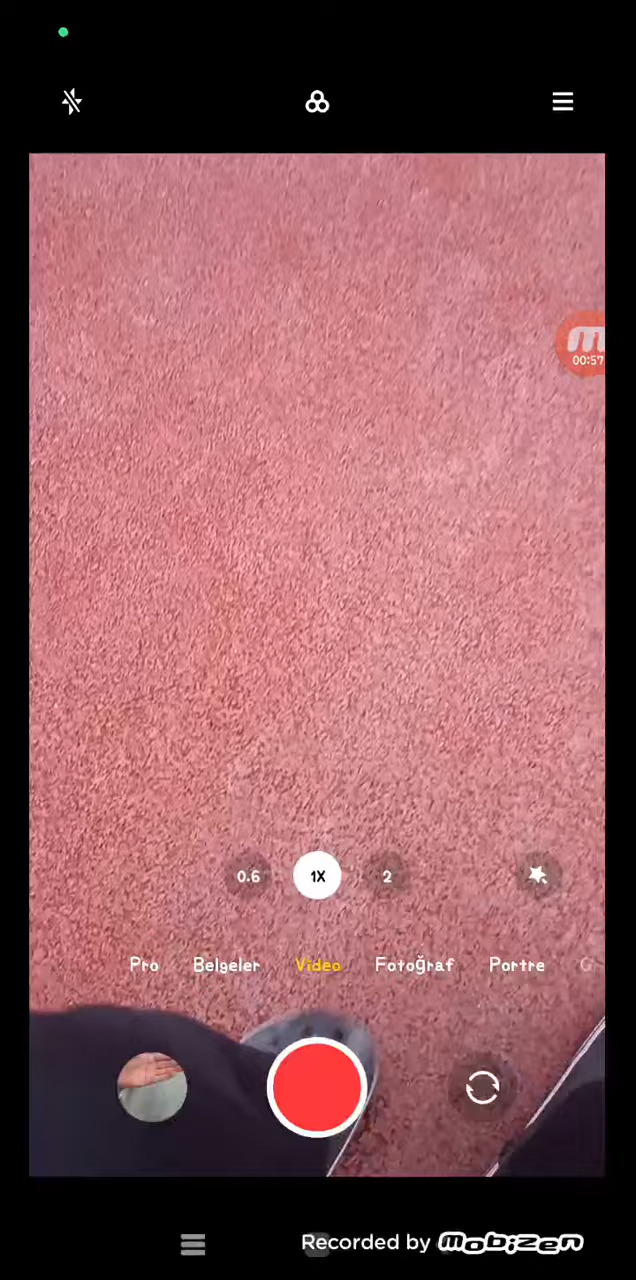 m
00:57
0.6 1X 2
Pro Belgeler Video Fotoğraf Portre G
Recorded by mobizen